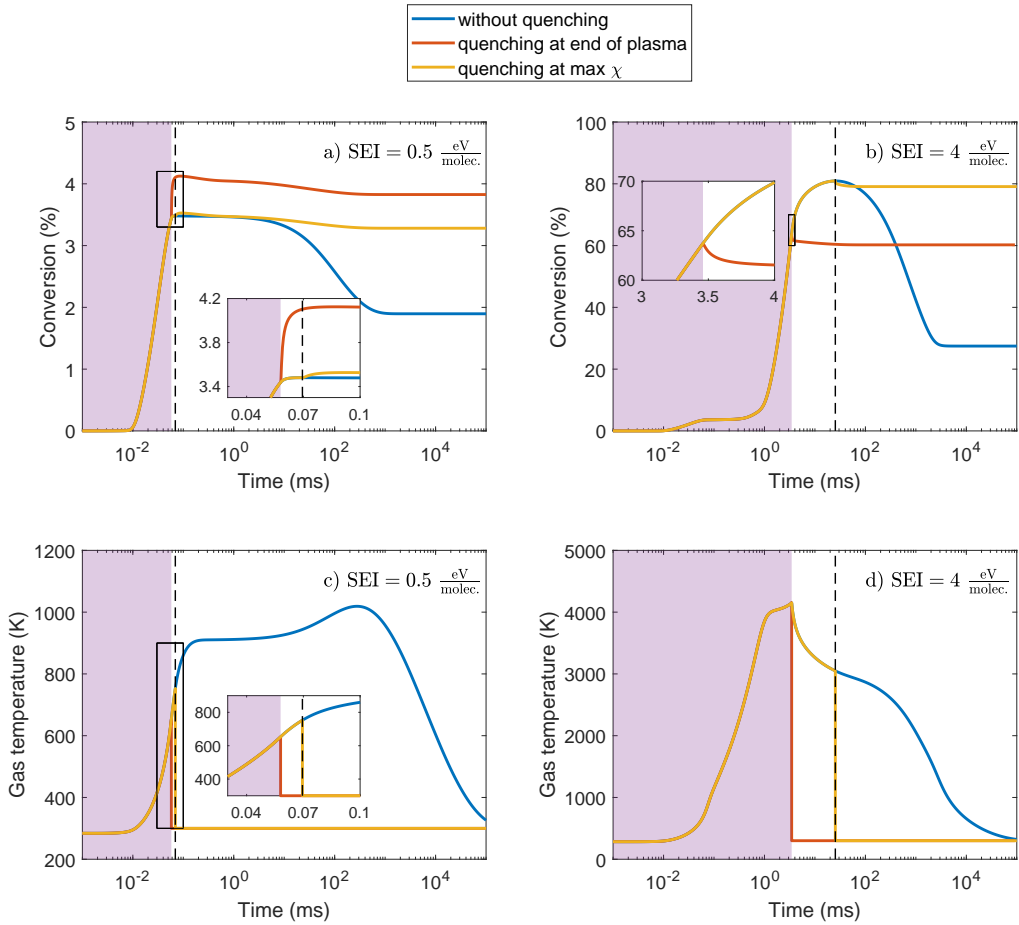 without quenching
quenching at end of plasma
quenching at max χ
a) SEI = 0.5 eV/molec.
Conversion (%)
5
4
3
2
1
0
4.2
3.8
3.4
0.04 0.07 0.1
10^-2 10^0 10^2 10^4
Time (ms)
b) SEI = 4 eV/molec.
Conversion (%)
100
80
60
40
20
0
70
65
60
3 3.5 4
10^-2 10^0 10^2 10^4
Time (ms)
c) SEI = 0.5 eV/molec.
Gas temperature (K)
1200
1000
800
600
400
200
800
600
400
0.04 0.07 0.1
10^-2 10^0 10^2 10^4
Time (ms)
d) SEI = 4 eV/molec.
Gas temperature (K)
5000
4000
3000
2000
1000
0
10^-2 10^0 10^2 10^4
Time (ms)